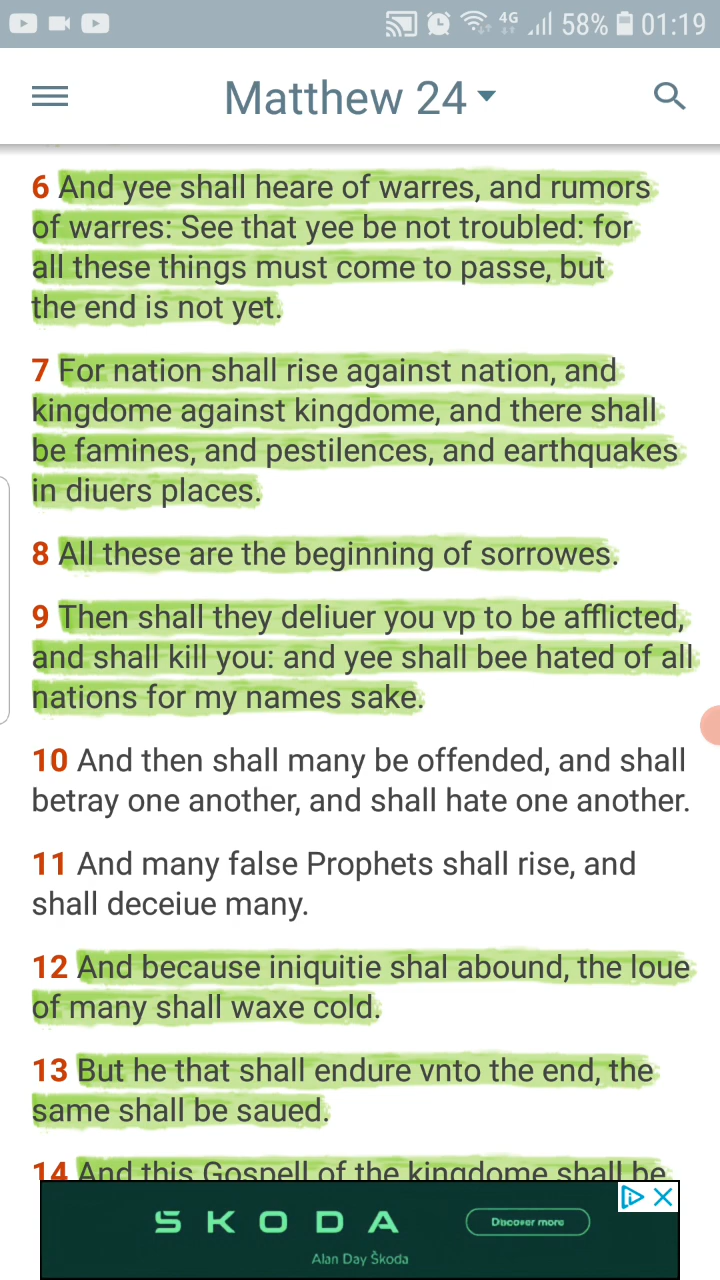 4G 58% 01:19
Matthew 24
6 And yee shall heare of warres, and rumors
of warres: See that yee be not troubled: for
all these things must come to passe, but
the end is not yet.
7 For nation shall rise against nation, and
kingdome against kingdome, and there shall
be famines, and pestilences, and earthquakes
in diuers places.
8 All these are the beginning of sorrowes.
9 Then shall they deliuer you vp to be afflicted,
and shall kill you: and yee shall bee hated of all
nations for my names sake.
10 And then shall many be offended, and shall
betray one another, and shall hate one another.
11 And many false Prophets shall rise, and
shall deceiue many.
12 And because iniquitie shal abound, the loue
of many shall waxe cold.
13 But he that shall endure vnto the end, the
same shall be saued.
14 And this Gospell of the kingdome shall be
SKODA
Discover more
Alan Day Škoda